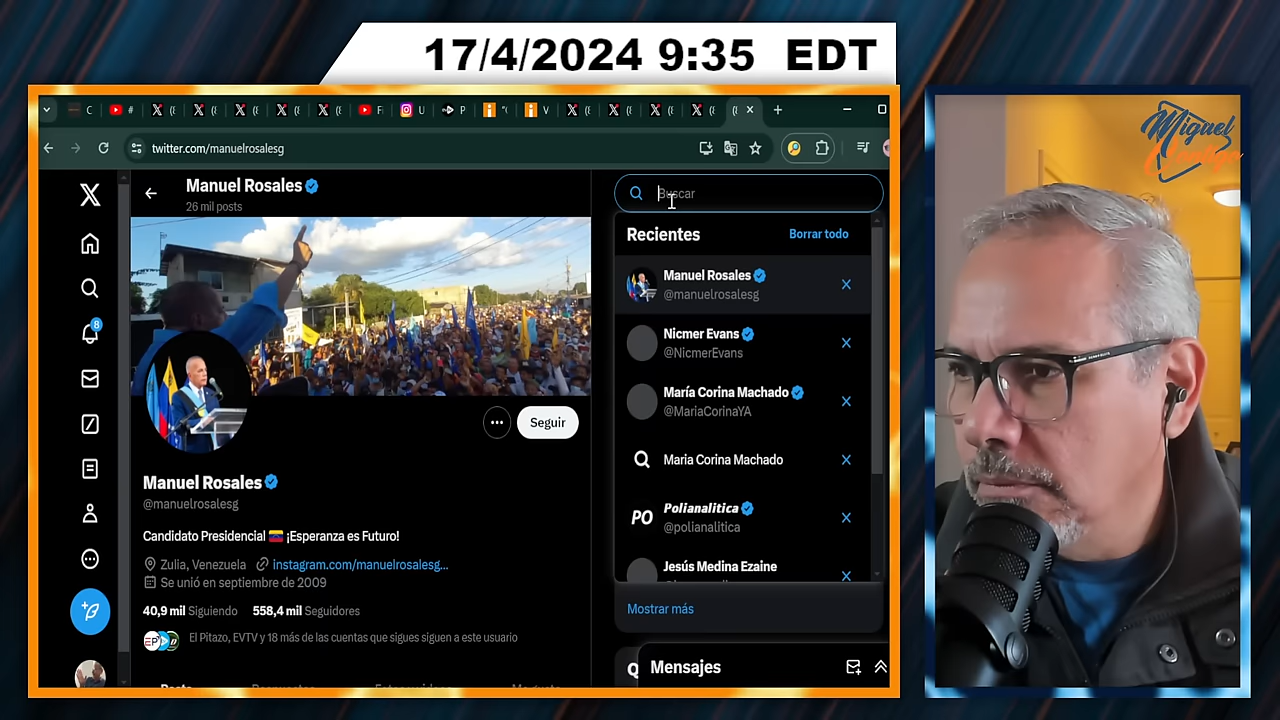 17/4/2024 9:35 EDT
twitter.com/manuelrosalesg
Manuel Rosales
26 mil posts
Seguir
Manuel Rosales
@manuelrosalesg
Candidato Presidencial 🇻🇪 ¡Esperanza es Futuro!
Zulia, Venezuela
instagram.com/manuelrosalesg...
Se unió en septiembre de 2009
40,9 mil Siguiendo 558,4 mil Seguidores
El Pitazo, EVTV y 18 más de las cuentas que sigues siguen a este usuario
Buscar
Recientes
Borrar todo
Manuel Rosales
@manuelrosalesg
Nicmer Evans
@NicmerEvans
María Corina Machado
@MariaCorinaYA
Maria Corina Machado
PO
Polianalitica
@polianalitica
Jesús Medina Ezaine
Mostrar más
Mensajes
8
Miguel